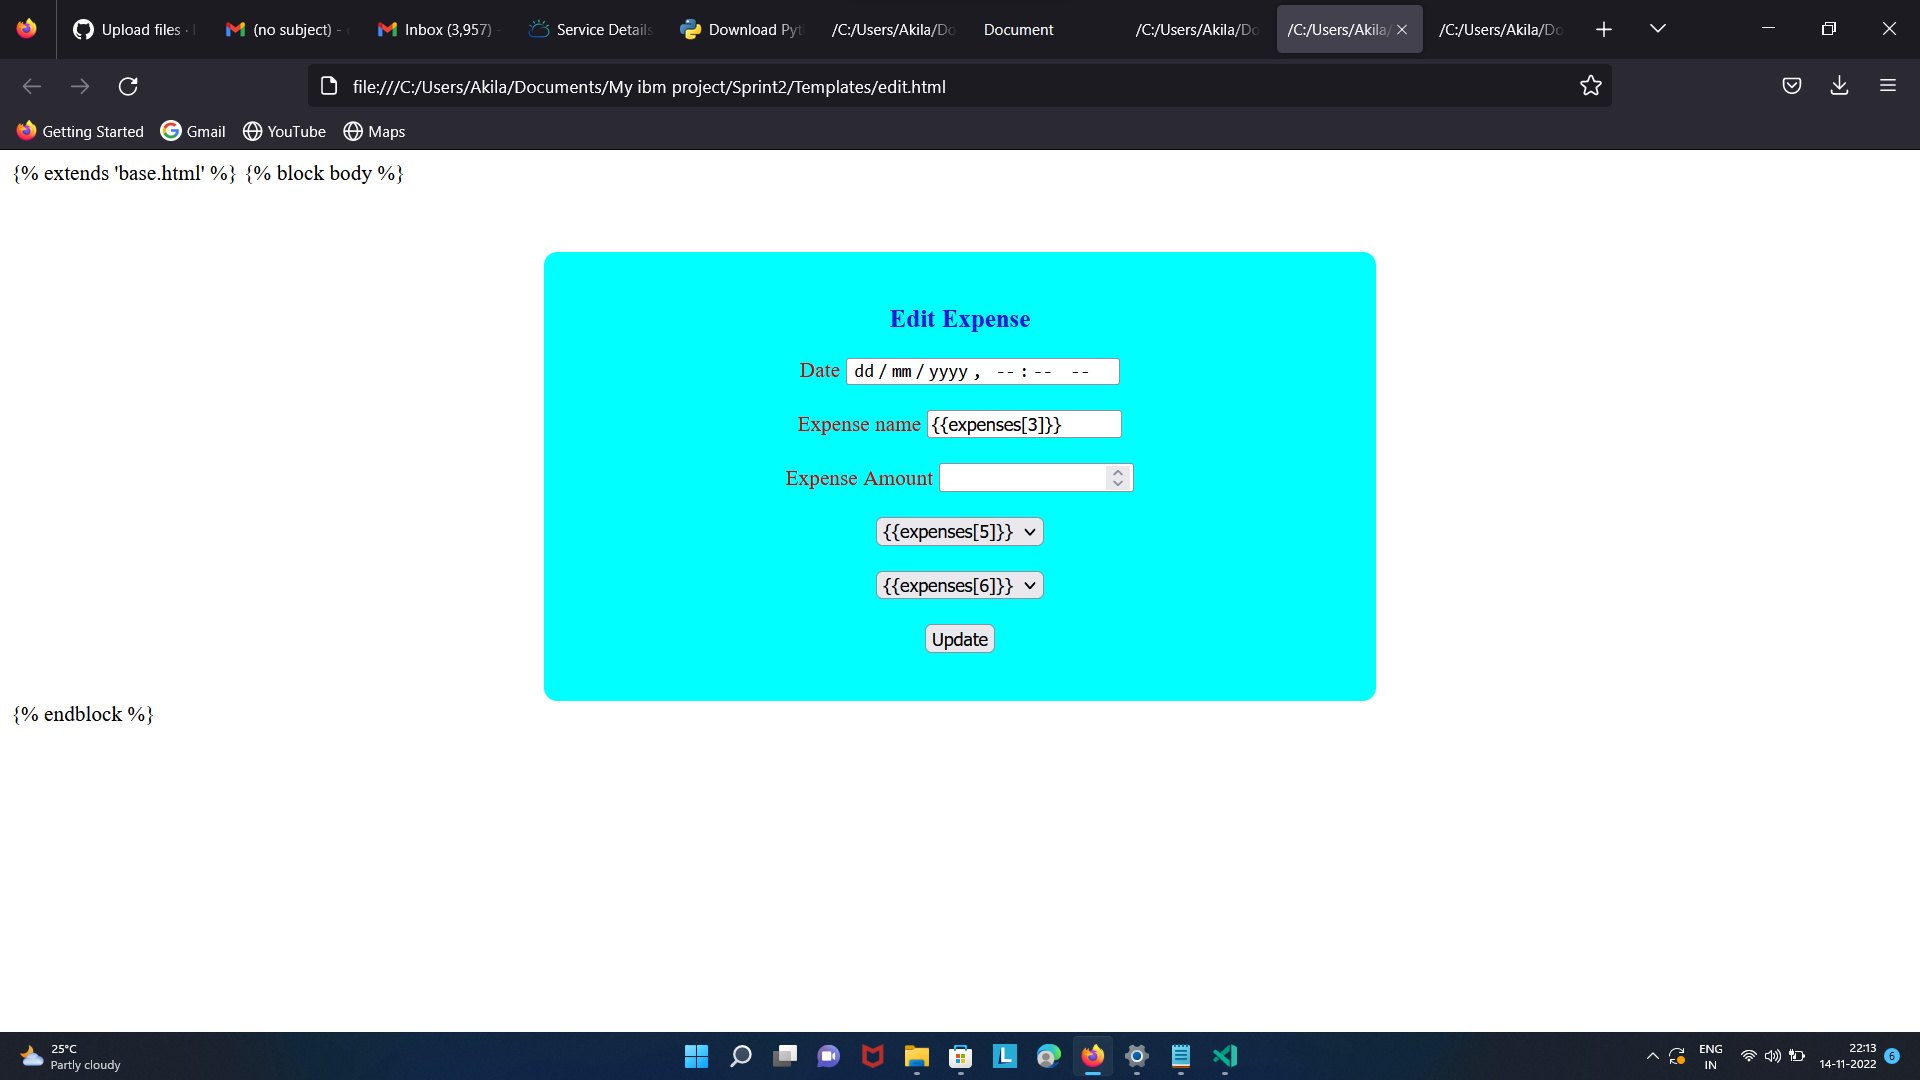 Upload files ·
(no subject) -
Inbox (3,957)
Service Details
Download Pyt
/C:/Users/Akila/Do
Document
/C:/Users/Akila/Do
/C:/Users/Akila/
/C:/Users/Akila/Do
file:///C:/Users/Akila/Documents/My ibm project/Sprint2/Templates/edit.html
Getting Started
Gmail
YouTube
Maps
{% extends 'base.html' %} {% block body %}
Edit Expense
Date dd/mm/yyyy, --:-- --
Expense name {{expenses[3]}}
Expense Amount
{{expenses[5]}}
{{expenses[6]}}
Update
{% endblock %}
25°C
Partly cloudy
L
ENG
IN
22:13
14-11-2022
6